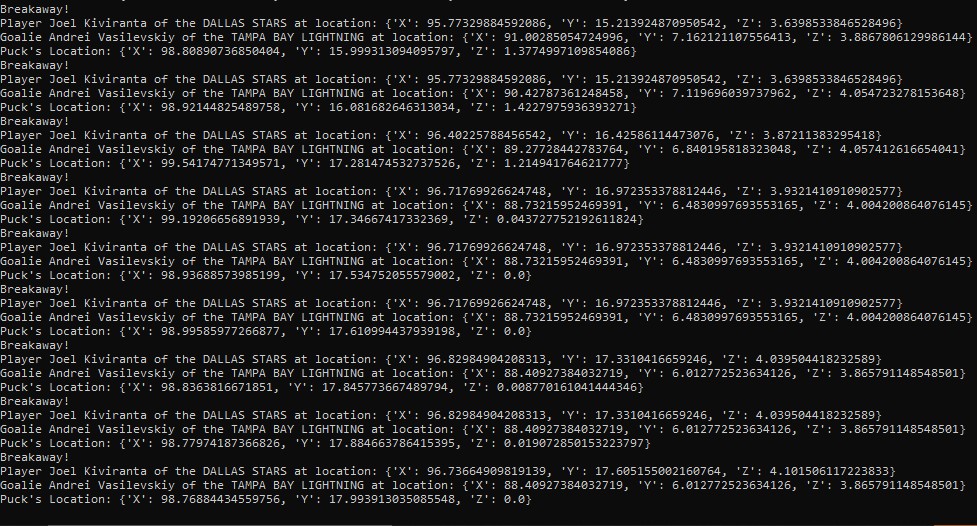 Breakaway!
Player Joel Kiviranta of the DALLAS STARS at location: {'X': 95.77329884592086, 'Y': 15.213924870950542, 'Z': 3.6398533846528496}
Goalie Andrei Vasilevskiy of the TAMPA BAY LIGHTNING at location: {'X': 91.00285054724996, 'Y': 7.162121107556413, 'Z': 3.8867806129986144}
Puck's Location: {'X': 98.80890736850404, 'Y': 15.999313094095797, 'Z': 1.3774997109854086}
Breakaway!
Player Joel Kiviranta of the DALLAS STARS at location: {'X': 95.77329884592086, 'Y': 15.213924870950542, 'Z': 3.6398533846528496}
Goalie Andrei Vasilevskiy of the TAMPA BAY LIGHTNING at location: {'X': 90.42787361248458, 'Y': 7.119696039737962, 'Z': 4.054723278153648}
Puck's Location: {'X': 98.92144825489758, 'Y': 16.081682646313034, 'Z': 1.4227975936393271}
Breakaway!
Player Joel Kiviranta of the DALLAS STARS at location: {'X': 96.40225788456542, 'Y': 16.42586114473076, 'Z': 3.87211383295418}
Goalie Andrei Vasilevskiy of the TAMPA BAY LIGHTNING at location: {'X': 89.27728442783764, 'Y': 6.840195818323048, 'Z': 4.057412616654041}
Puck's Location: {'X': 99.54174771349571, 'Y': 17.281474532737526, 'Z': 1.214941764621777}
Breakaway!
Player Joel Kiviranta of the DALLAS STARS at location: {'X': 96.71769926624748, 'Y': 16.972353378812446, 'Z': 3.9321410910902577}
Goalie Andrei Vasilevskiy of the TAMPA BAY LIGHTNING at location: {'X': 88.73215952469391, 'Y': 6.4830997693553165, 'Z': 4.004200864076145}
Puck's Location: {'X': 99.19206656891939, 'Y': 17.34667417332369, 'Z': 0.043727752192611824}
Breakaway!
Player Joel Kiviranta of the DALLAS STARS at location: {'X': 96.71769926624748, 'Y': 16.972353378812446, 'Z': 3.9321410910902577}
Goalie Andrei Vasilevskiy of the TAMPA BAY LIGHTNING at location: {'X': 88.73215952469391, 'Y': 6.4830997693553165, 'Z': 4.004200864076145}
Puck's Location: {'X': 98.93688573985199, 'Y': 17.534752055579002, 'Z': 0.0}
Breakaway!
Player Joel Kiviranta of the DALLAS STARS at location: {'X': 96.71769926624748, 'Y': 16.972353378812446, 'Z': 3.9321410910902577}
Goalie Andrei Vasilevskiy of the TAMPA BAY LIGHTNING at location: {'X': 88.73215952469391, 'Y': 6.4830997693553165, 'Z': 4.004200864076145}
Puck's Location: {'X': 98.99585977266877, 'Y': 17.610994437939198, 'Z': 0.0}
Breakaway!
Player Joel Kiviranta of the DALLAS STARS at location: {'X': 96.82984904208313, 'Y': 17.3310416659246, 'Z': 4.039504418232589}
Goalie Andrei Vasilevskiy of the TAMPA BAY LIGHTNING at location: {'X': 88.40927384032719, 'Y': 6.012772523634126, 'Z': 3.865791148548501}
Puck's Location: {'X': 98.8363816671851, 'Y': 17.845773667489794, 'Z': 0.008770161041444346}
Breakaway!
Player Joel Kiviranta of the DALLAS STARS at location: {'X': 96.82984904208313, 'Y': 17.3310416659246, 'Z': 4.039504418232589}
Goalie Andrei Vasilevskiy of the TAMPA BAY LIGHTNING at location: {'X': 88.40927384032719, 'Y': 6.012772523634126, 'Z': 3.865791148548501}
Puck's Location: {'X': 98.77974187366826, 'Y': 17.884663786415395, 'Z': 0.019072850153223797}
Breakaway!
Player Joel Kiviranta of the DALLAS STARS at location: {'X': 96.73664909819139, 'Y': 17.605155002160764, 'Z': 4.101506117223833}
Goalie Andrei Vasilevskiy of the TAMPA BAY LIGHTNING at location: {'X': 88.40927384032719, 'Y': 6.012772523634126, 'Z': 3.865791148548501}
Puck's Location: {'X': 98.76884434559756, 'Y': 17.993913035085548, 'Z': 0.0}